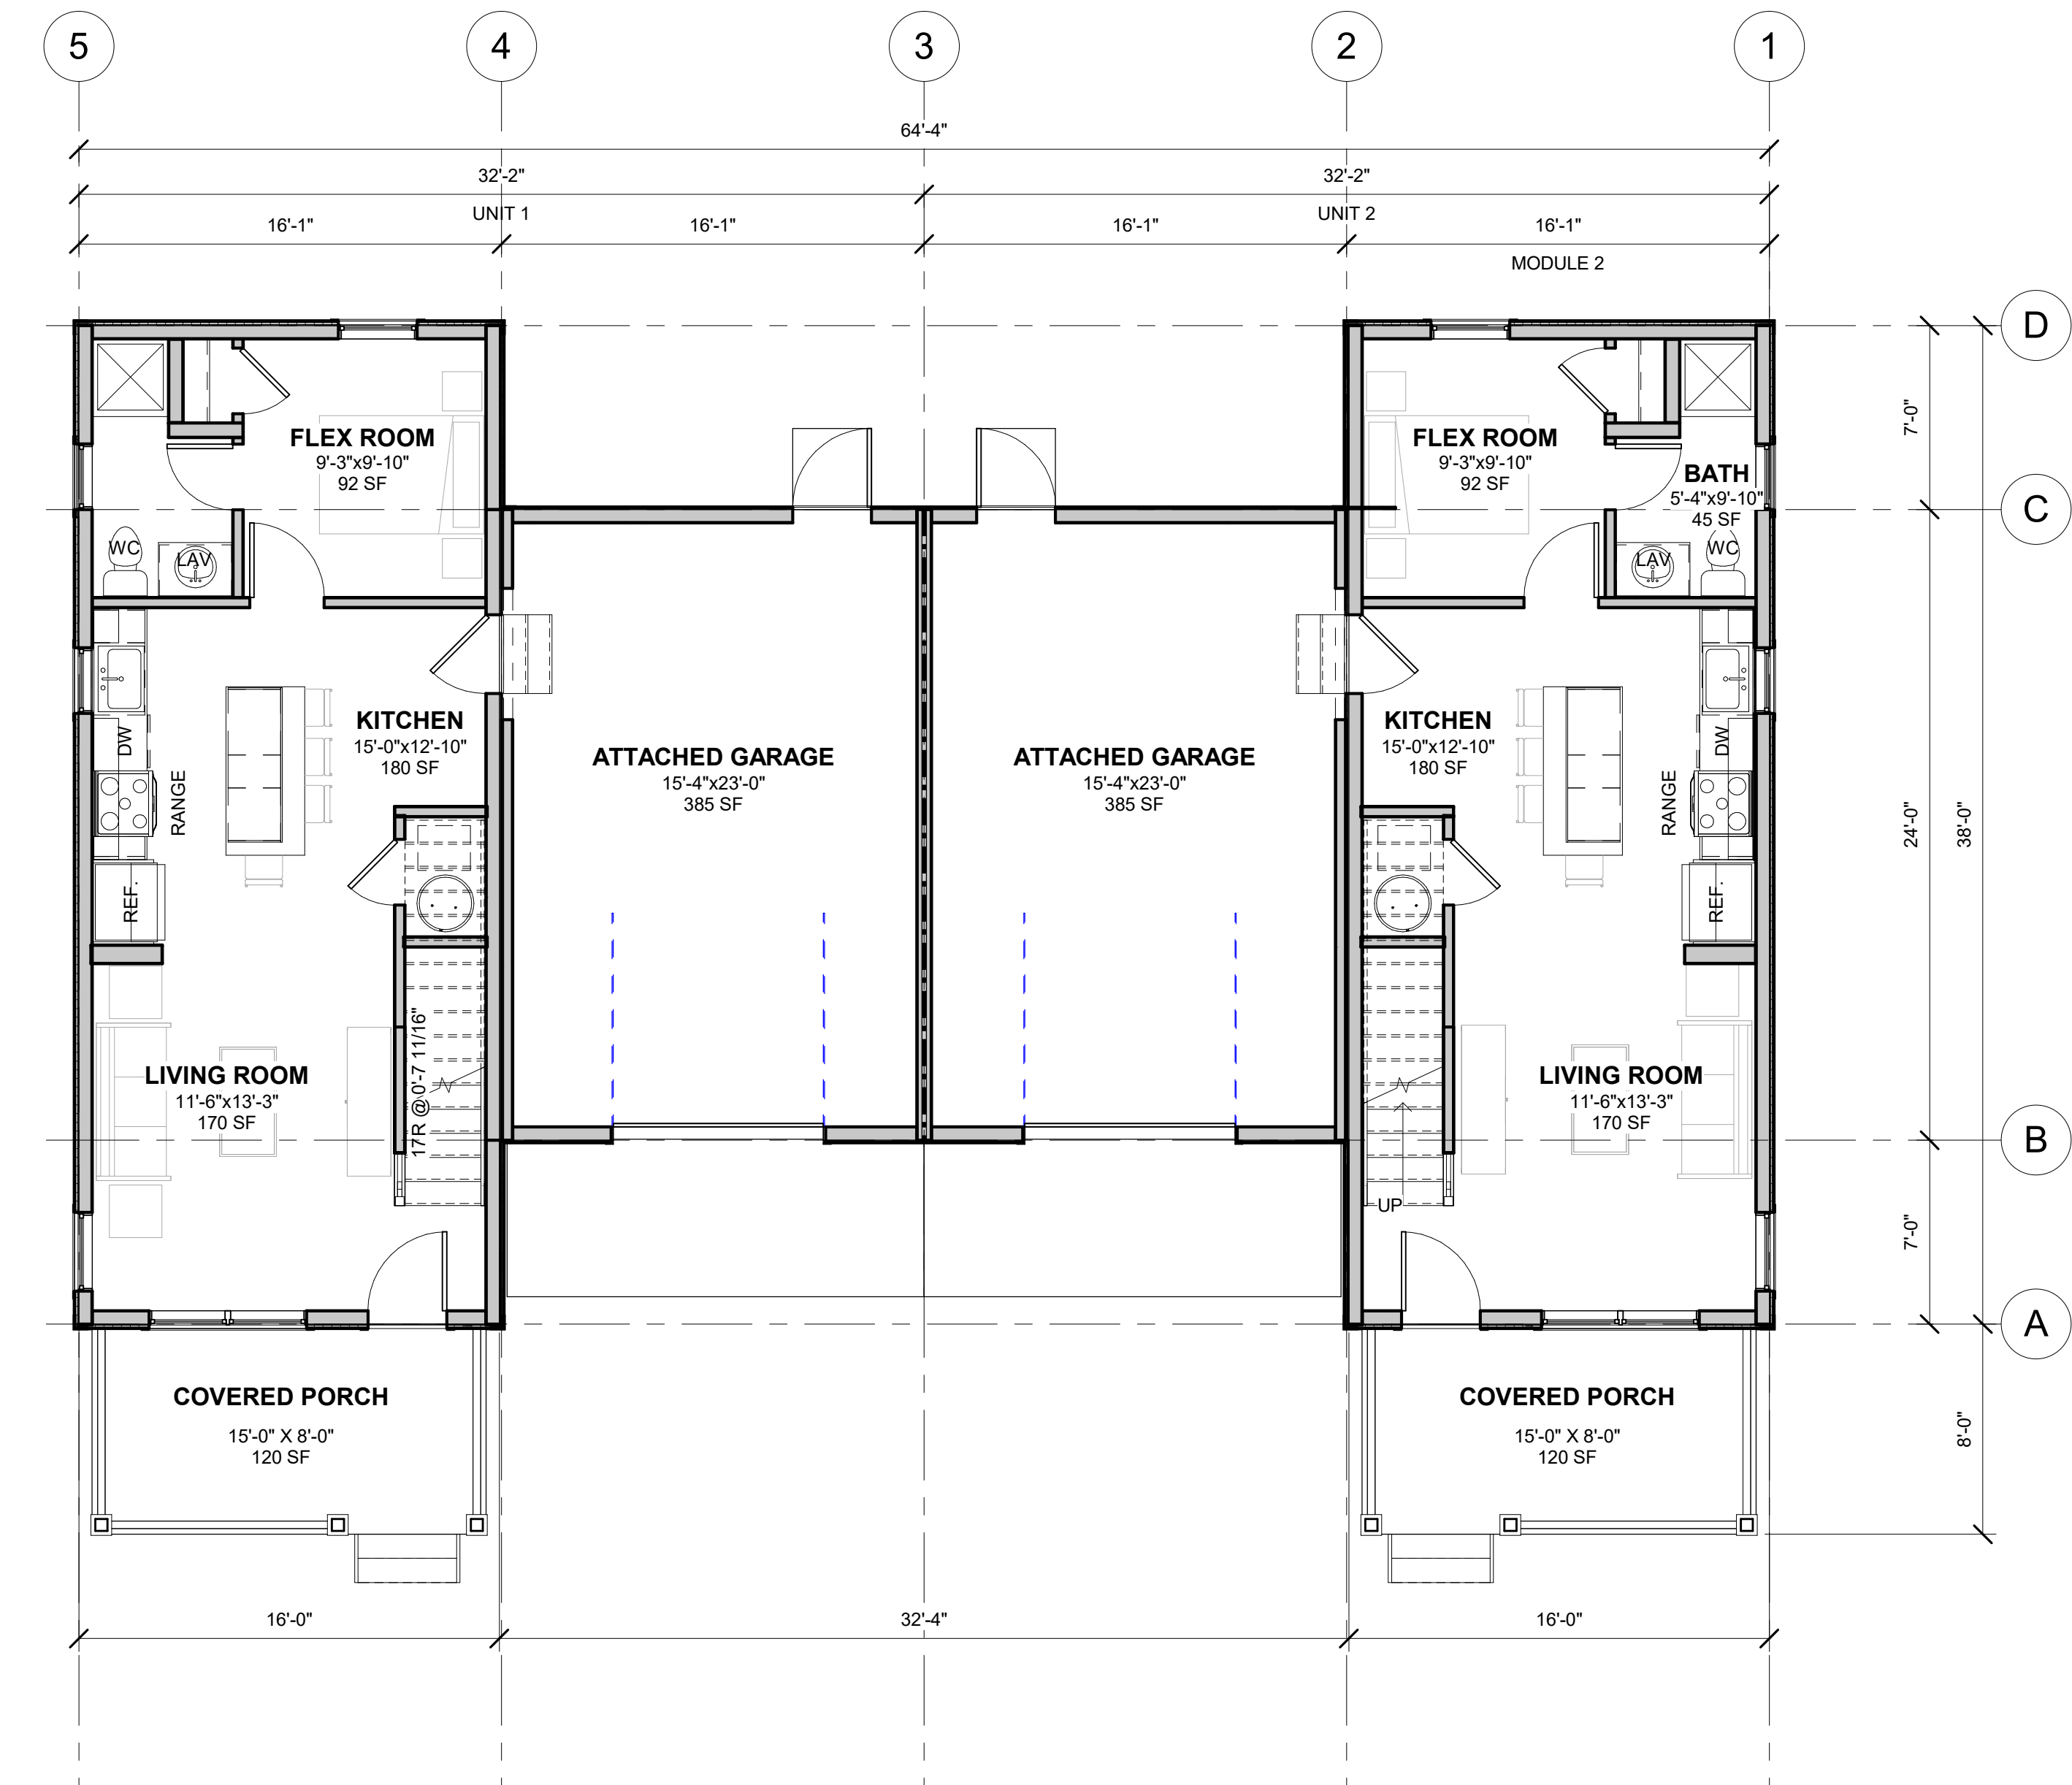 5
4
3
2
1
64'-4"
32'-2"
32'-2"
UNIT 1
UNIT 2
16'-1"
16'-1"
16'-1"
16'-1"
MODULE 2
D
C
B
A
7'-0"
24'-0"
38'-0"
7'-0"
8'-0"
FLEX ROOM
9'-3"x9'-10"
92 SF
WC
LAV
FLEX ROOM
9'-3"x9'-10"
92 SF
BATH
5'-4"x9'-10"
45 SF
LAV
WC
KITCHEN
15'-0"x12'-10"
180 SF
DW
RANGE
REF.
ATTACHED GARAGE
15'-4"x23'-0"
385 SF
ATTACHED GARAGE
15'-4"x23'-0"
385 SF
KITCHEN
15'-0"x12'-10"
180 SF
DW
RANGE
REF.
LIVING ROOM
11'-6"x13'-3"
170 SF
17R @ 0'-7 11/16"
LIVING ROOM
11'-6"x13'-3"
170 SF
UP
COVERED PORCH
15'-0" X 8'-0"
120 SF
COVERED PORCH
15'-0" X 8'-0"
120 SF
16'-0"
32'-4"
16'-0"